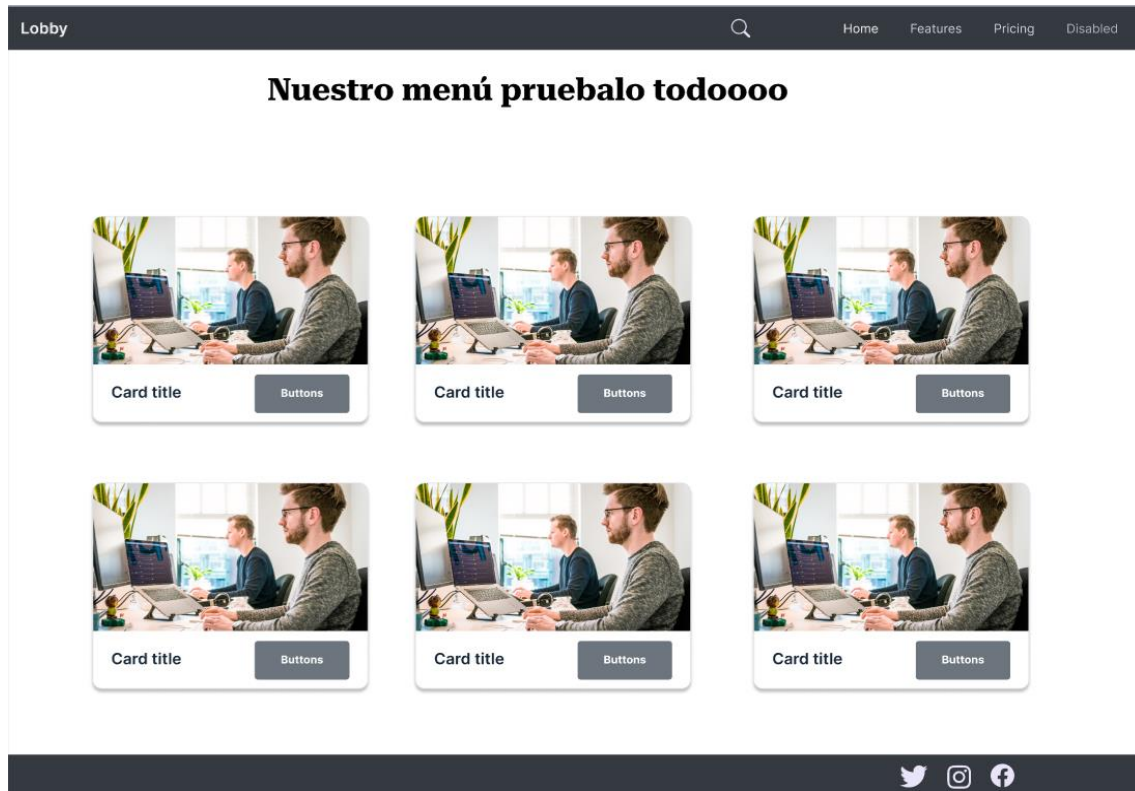 Lobby Home Features Pricing Disabled
Nuestro menú pruebalo todoooo
Card title Buttons Card title Buttons Card title Buttons
Card title Buttons Card title Buttons Card title Buttons